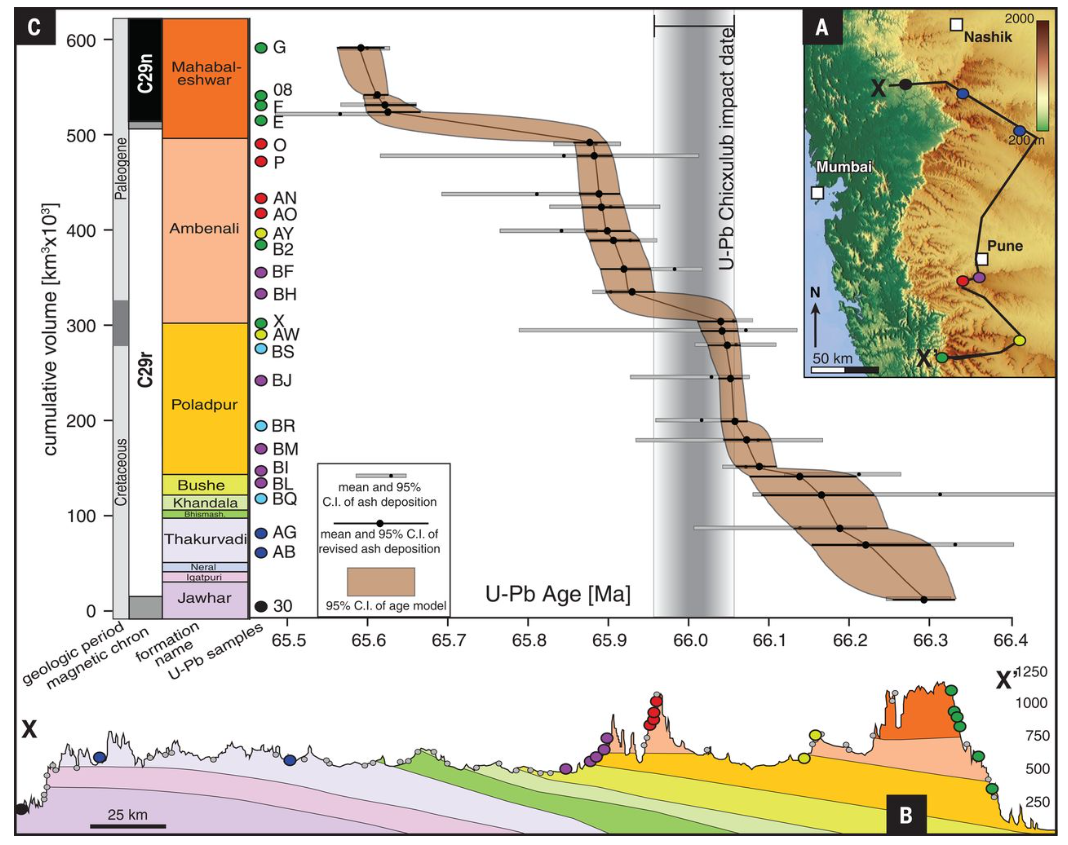 C
600
500
400
300
200
100
0
cumulative volume [km³x10³]
Paleogene
Cretaceous
C29n
C29r
Mahabal-
eshwar
Ambenali
Poladpur
Bushe
Khandala
Bhismash.
Thakurvadi
Neral
Igatpuri
Jawhar
G
08
F
E
O
P
AN
AO
AY
B2
BF
BH
X
AW
BS
BJ
BR
BM
BI
BL
BQ
AG
AB
30
geologic period
magnetic chron
formation
name
U-Pb samples
U-Pb Chicxulub impact date
mean and 95%
C.I. of ash deposition
mean and 95% C.I. of
revised ash deposition
95% C.I. of age model
U-Pb Age [Ma]
65.5
65.6
65.7
65.8
65.9
66.0
66.1
66.2
66.3
66.4
A
2000
200 m
Nashik
X
Mumbai
Pune
N
50 km
X'
X
X'
1250
1000
750
500
250
25 km
B